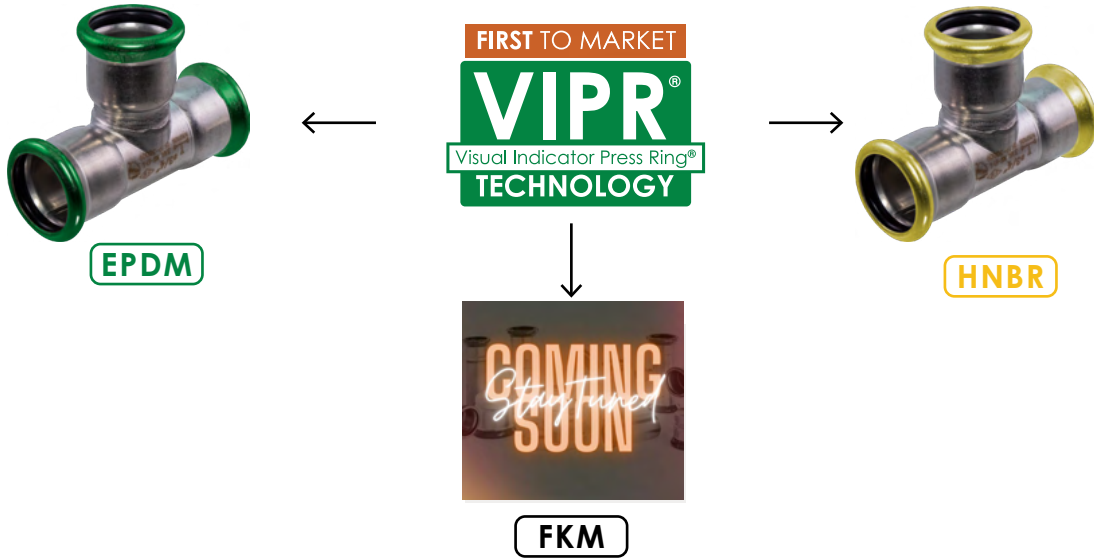 FIRST TO MARKET
VIPR®
Visual Indicator Press Ring®
TECHNOLOGY
EPDM
HNBR
COMING
Stay Tuned
SOON
FKM